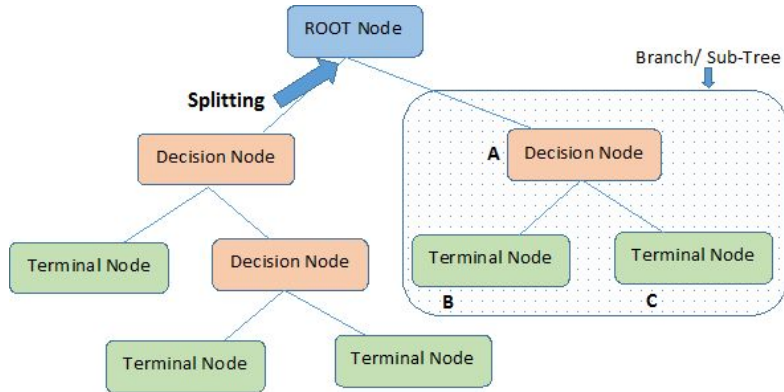 ROOT Node
Branch/ Sub-Tree
Splitting
Decision Node
A
Decision Node
Terminal Node
Decision Node
Terminal Node
Terminal Node
B
C
Terminal Node
Terminal Node